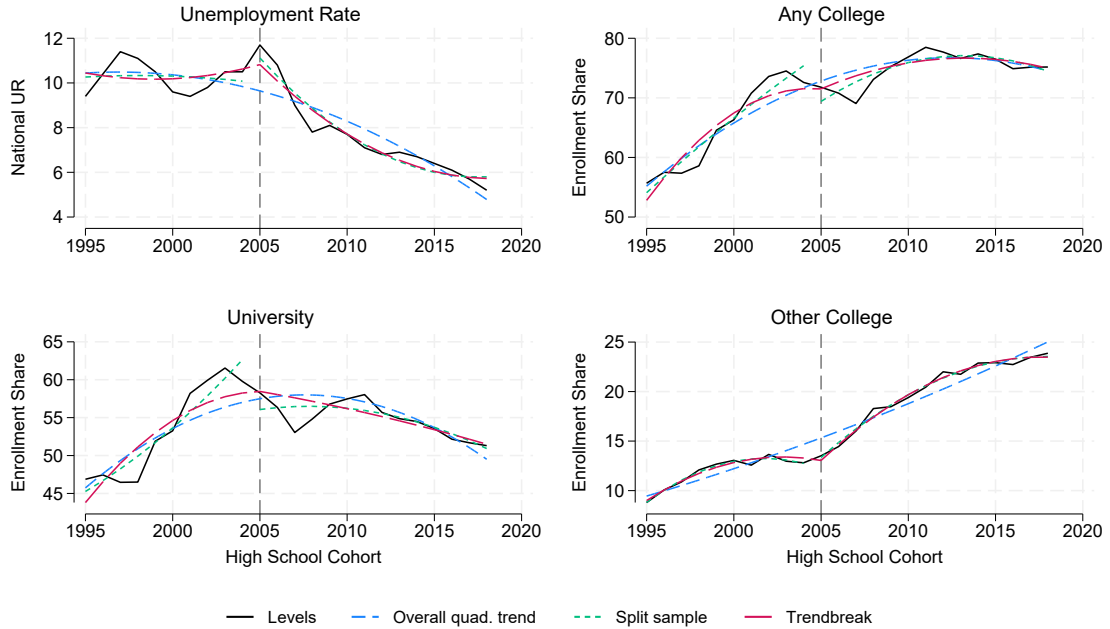 Unemployment Rate
National UR
12
10
8
6
4
1995 2000 2005 2010 2015 2020
Any College
Enrollment Share
80
70
60
50
1995 2000 2005 2010 2015 2020
University
Enrollment Share
65
60
55
50
45
1995 2000 2005 2010 2015 2020
High School Cohort
Other College
Enrollment Share
25
20
15
10
1995 2000 2005 2010 2015 2020
High School Cohort
Levels Overall quad. trend Split sample Trendbreak